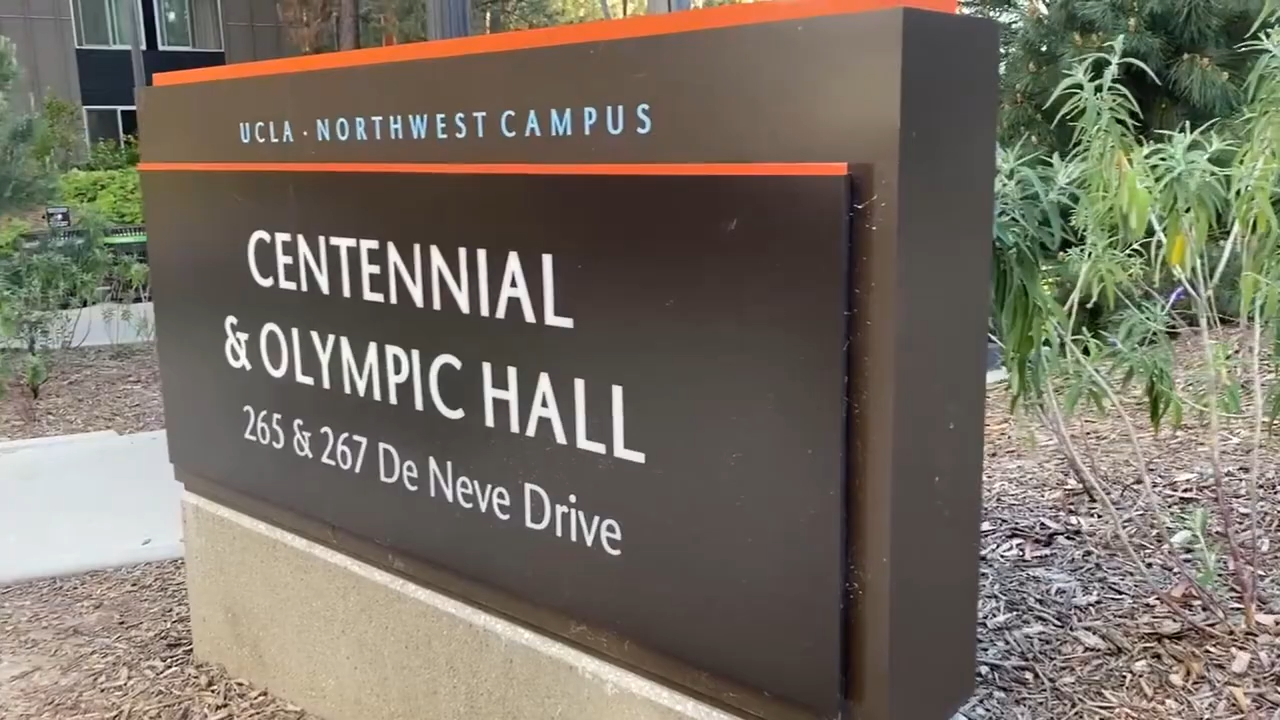 UCLA · NORTHWEST CAMPUS
CENTENNIAL
& OLYMPIC HALL
265 & 267 De Neve Drive